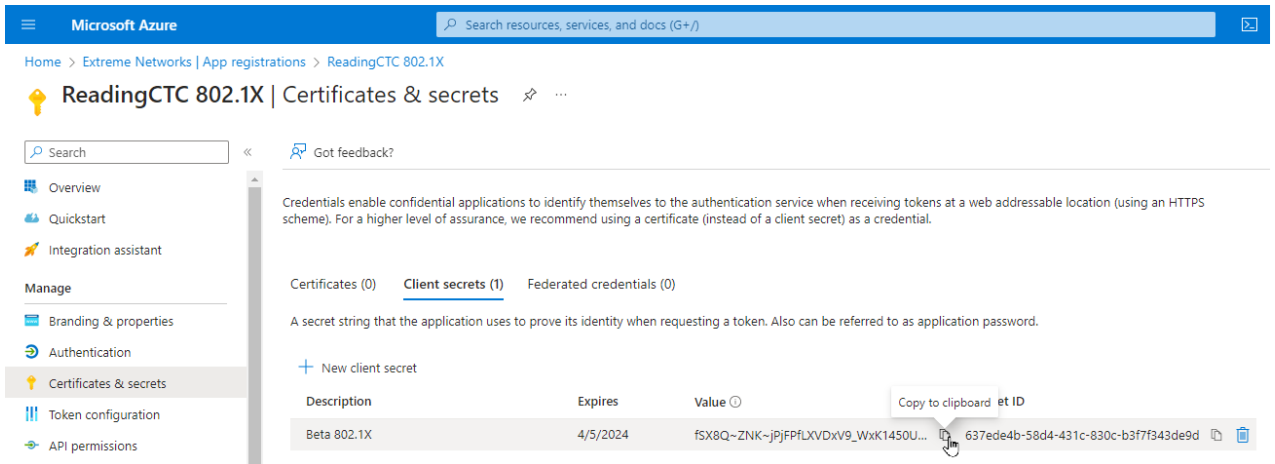 Microsoft Azure
Search resources, services, and docs (G+/)
Home > Extreme Networks | App registrations > ReadingCTC 802.1X
ReadingCTC 802.1X | Certificates & secrets ...
Search «
Got feedback?
Overview
Quickstart
Integration assistant
Manage
Branding & properties
Authentication
Certificates & secrets
Token configuration
API permissions
Credentials enable confidential applications to identify themselves to the authentication service when receiving tokens at a web addressable location (using an HTTPS
scheme). For a higher level of assurance, we recommend using a certificate (instead of a client secret) as a credential.
Certificates (0) Client secrets (1) Federated credentials (0)
A secret string that the application uses to prove its identity when requesting a token. Also can be referred to as application password.
+ New client secret
Description Expires Value Copy to clipboard et ID
Beta 802.1X 4/5/2024 fSX8Q~ZNK~jPjFPfLXVDxV9_WxK1450U... 637ede4b-58d4-431c-830c-b3f7f343de9d